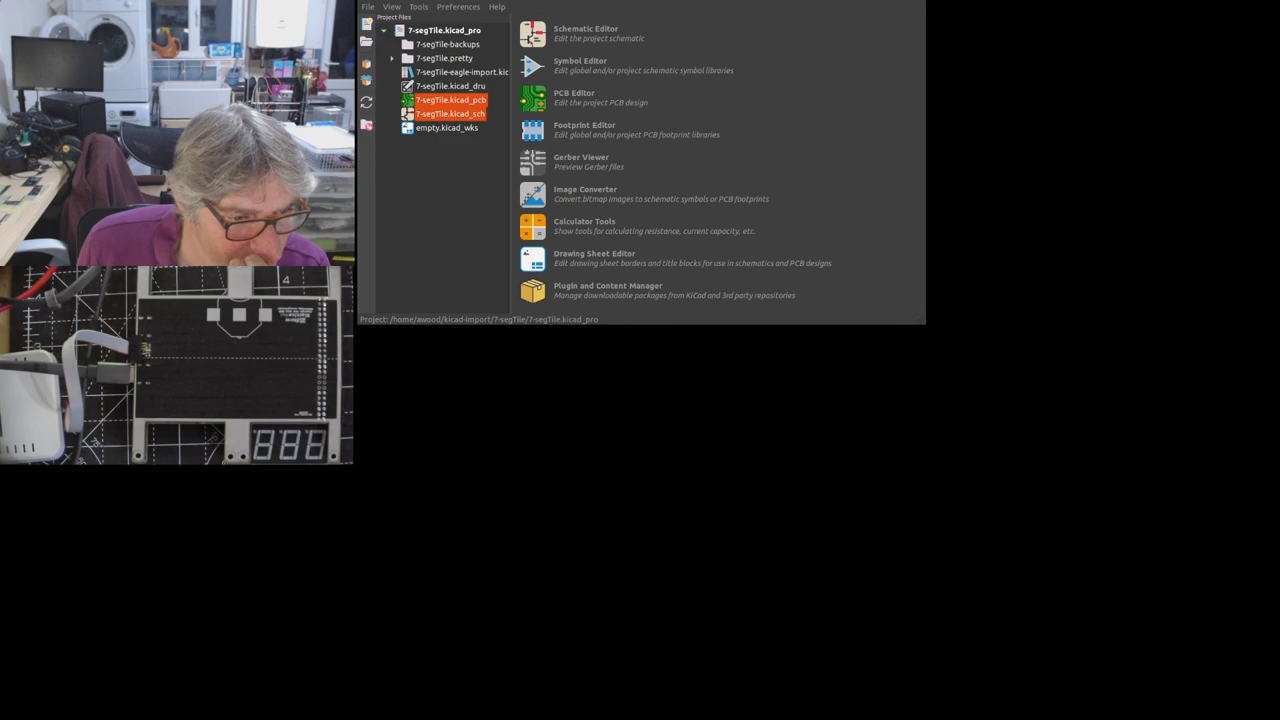 File View Tools Preferences Help
Project Files
7-segTile.kicad_pro
7-segTile-backups
7-segTile.pretty
7-segTile-eagle-import.kic
7-segTile.kicad_dru
7-segTile.kicad_pcb
7-segTile.kicad_sch
empty.kicad_wks
Schematic Editor
Edit the project schematic
Symbol Editor
Edit global and/or project schematic symbol libraries
PCB Editor
Edit the project PCB design
Footprint Editor
Edit global and/or project PCB footprint libraries
Gerber Viewer
Preview Gerber files
Image Converter
Convert bitmap images to schematic symbols or PCB footprints
Calculator Tools
Show tools for calculating resistance, current capacity, etc.
Drawing Sheet Editor
Edit drawing sheet borders and title blocks for use in schematics and PCB designs
Plugin and Content Manager
Manage downloadable packages from KiCad and 3rd party repositories
Project: /home/awood/kicad-import/7-segTile/7-segTile.kicad_pro
4